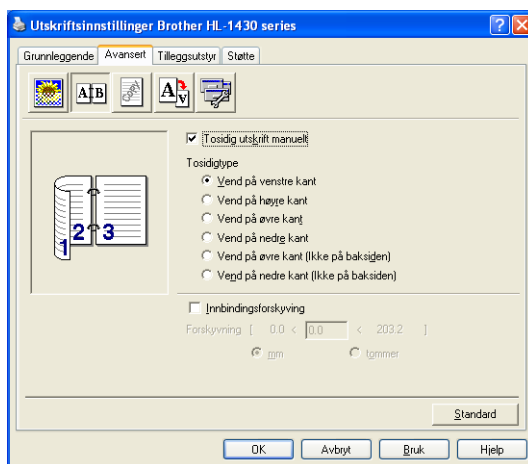 Utskriftsinnstillinger Brother HL-1430 series
Grunnleggende Avansert Tilleggsutstyr Støtte
A B
A A
Tosidig utskrift manuelt
Tosidigtype
Vend på venstre kant
Vend på høyre kant
Vend på øvre kant
Vend på nedre kant
Vend på øvre kant (Ikke på baksiden)
Vend på nedre kant (Ikke på baksiden)
1 2 3
Innbindingsforskyving
Forskyvning [ 0.0 < 0.0 < 203.2 ]
mm tommer
Standard
OK Avbryt Bruk Hjelp